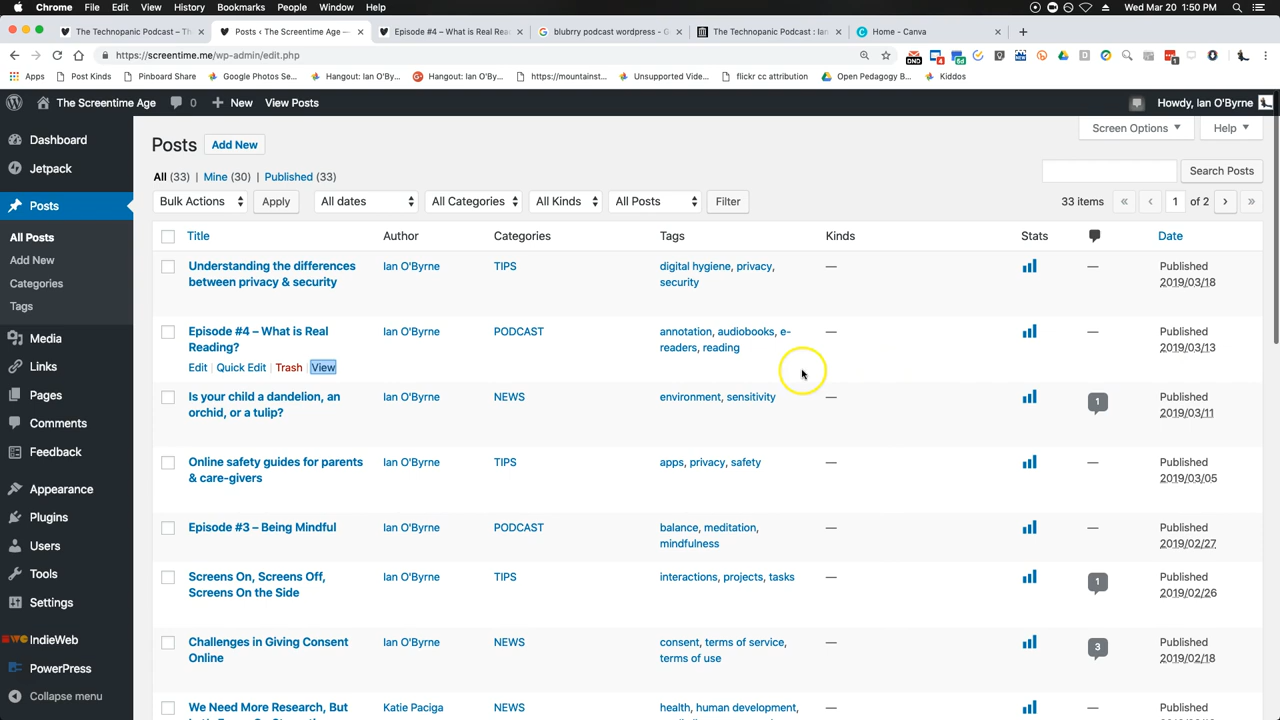 Chrome File Edit View History Bookmarks People Window Help Wed Mar 20 1:50 PM
The Technopanic Podcast – Th Posts ‹ The Screentime Age — Episode #4 – What is Real Rea blubrry podcast wordpress - G The Technopanic Podcast : Ian Home - Canva
https://screentime.me/wp-admin/edit.php DND 4 6d 1
Apps Post Kinds Pinboard Share Google Photos Se... Hangout: Ian O'By... Hangout: Ian O'By... https://mountainst... Unsupported Vide... flickr cc attribution Open Pedagogy B... Kiddos
The Screentime Age 0 + New View Posts Howdy, Ian O'Byrne
Dashboard
Jetpack
Posts
All Posts
Add New
Categories
Tags
Media
Links
Pages
Comments
Feedback
Appearance
Plugins
Users
Tools
Settings
IndieWeb
PowerPress
Collapse menu
Screen Options Help
Posts Add New
All (33) | Mine (30) | Published (33)
Search Posts
Bulk Actions Apply All dates All Categories All Kinds All Posts Filter 33 items « ‹ 1 of 2 › »
Title Author Categories Tags Kinds Stats Date
Understanding the differences Ian O'Byrne TIPS digital hygiene, privacy, — — Published
between privacy & security security 2019/03/18
Episode #4 – What is Real Ian O'Byrne PODCAST annotation, audiobooks, e- — — Published
Reading? readers, reading 2019/03/13
Edit | Quick Edit | Trash | View
Is your child a dandelion, an Ian O'Byrne NEWS environment, sensitivity — 1 Published
orchid, or a tulip? 2019/03/11
Online safety guides for parents Ian O'Byrne TIPS apps, privacy, safety — — Published
& care-givers 2019/03/05
Episode #3 – Being Mindful Ian O'Byrne PODCAST balance, meditation, — — Published
mindfulness 2019/02/27
Screens On, Screens Off, Ian O'Byrne TIPS interactions, projects, tasks — 1 Published
Screens On the Side 2019/02/26
Challenges in Giving Consent Ian O'Byrne NEWS consent, terms of service, — 3 Published
Online terms of use 2019/02/18
We Need More Research, But Katie Paciga NEWS health, human development, — — Published